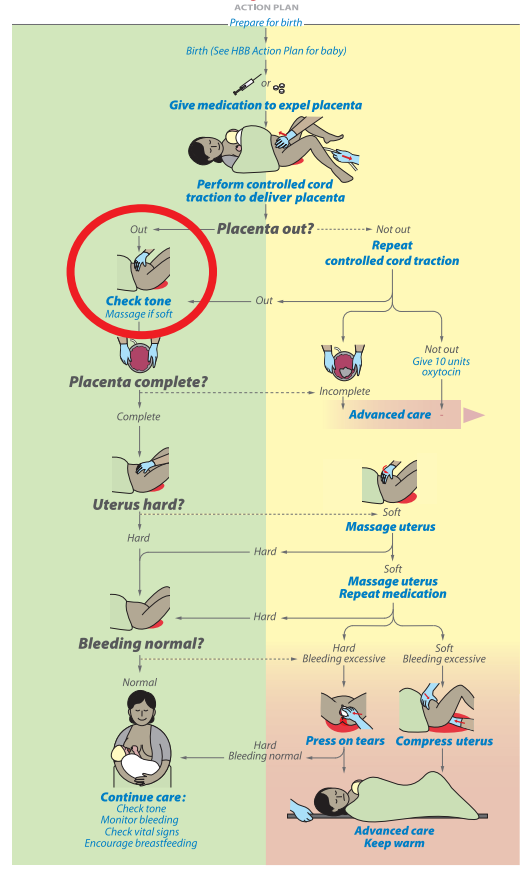 ACTION PLAN
Prepare for birth
Birth (See HBB Action Plan for baby)
or
Give medication to expel placenta
Perform controlled cord
traction to deliver placenta
Placenta out?
Out
Not out
Repeat
controlled cord traction
Check tone
Massage if soft
Out
Placenta complete?
Not out
Give 10 units
oxytocin
Incomplete
Complete
Advanced care
Uterus hard?
Soft
Massage uterus
Hard
Hard
Soft
Massage uterus
Repeat medication
Hard
Bleeding normal?
Hard
Bleeding excessive
Soft
Bleeding excessive
Normal
Press on tears
Compress uterus
Hard
Bleeding normal
Continue care:
Check tone
Monitor bleeding
Check vital signs
Encourage breastfeeding
Advanced care
Keep warm